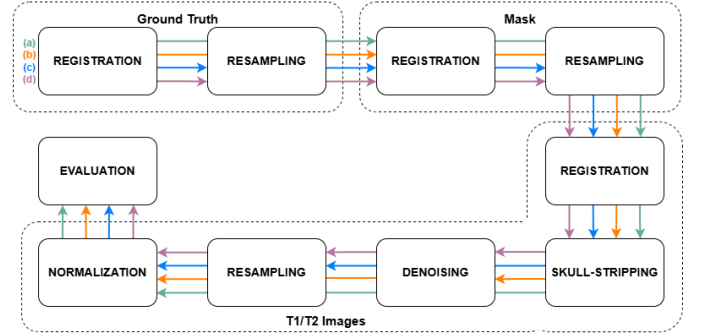 Ground Truth
Mask
(a)
(b)
(c)
(d)
REGISTRATION
RESAMPLING
REGISTRATION
RESAMPLING
EVALUATION
REGISTRATION
NORMALIZATION
RESAMPLING
DENOISING
SKULL-STRIPPING
T1/T2 Images